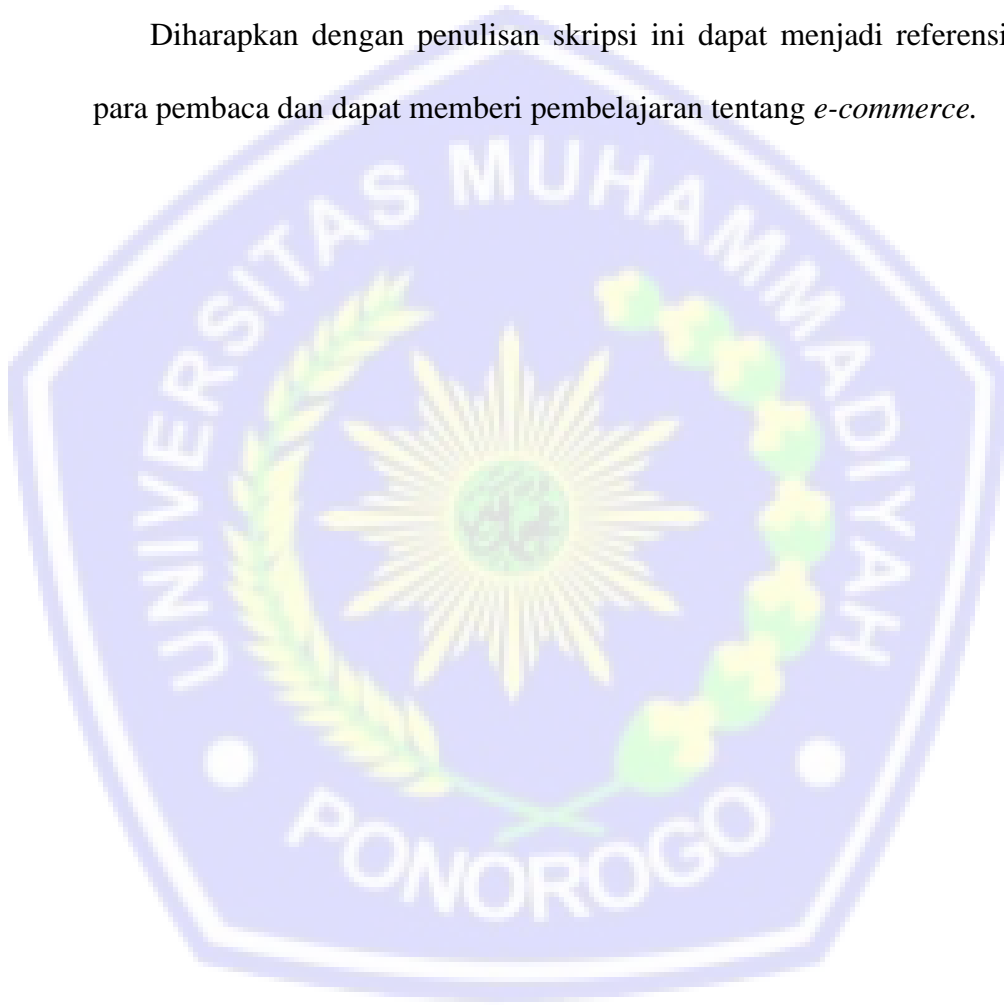 Diharapkan dengan penulisan skripsi ini dapat menjadi referensi
para pembaca dan dapat memberi pembelajaran tentang e-commerce.
UNIVERSITAS MUHAMMADIYAH
PONOROGO